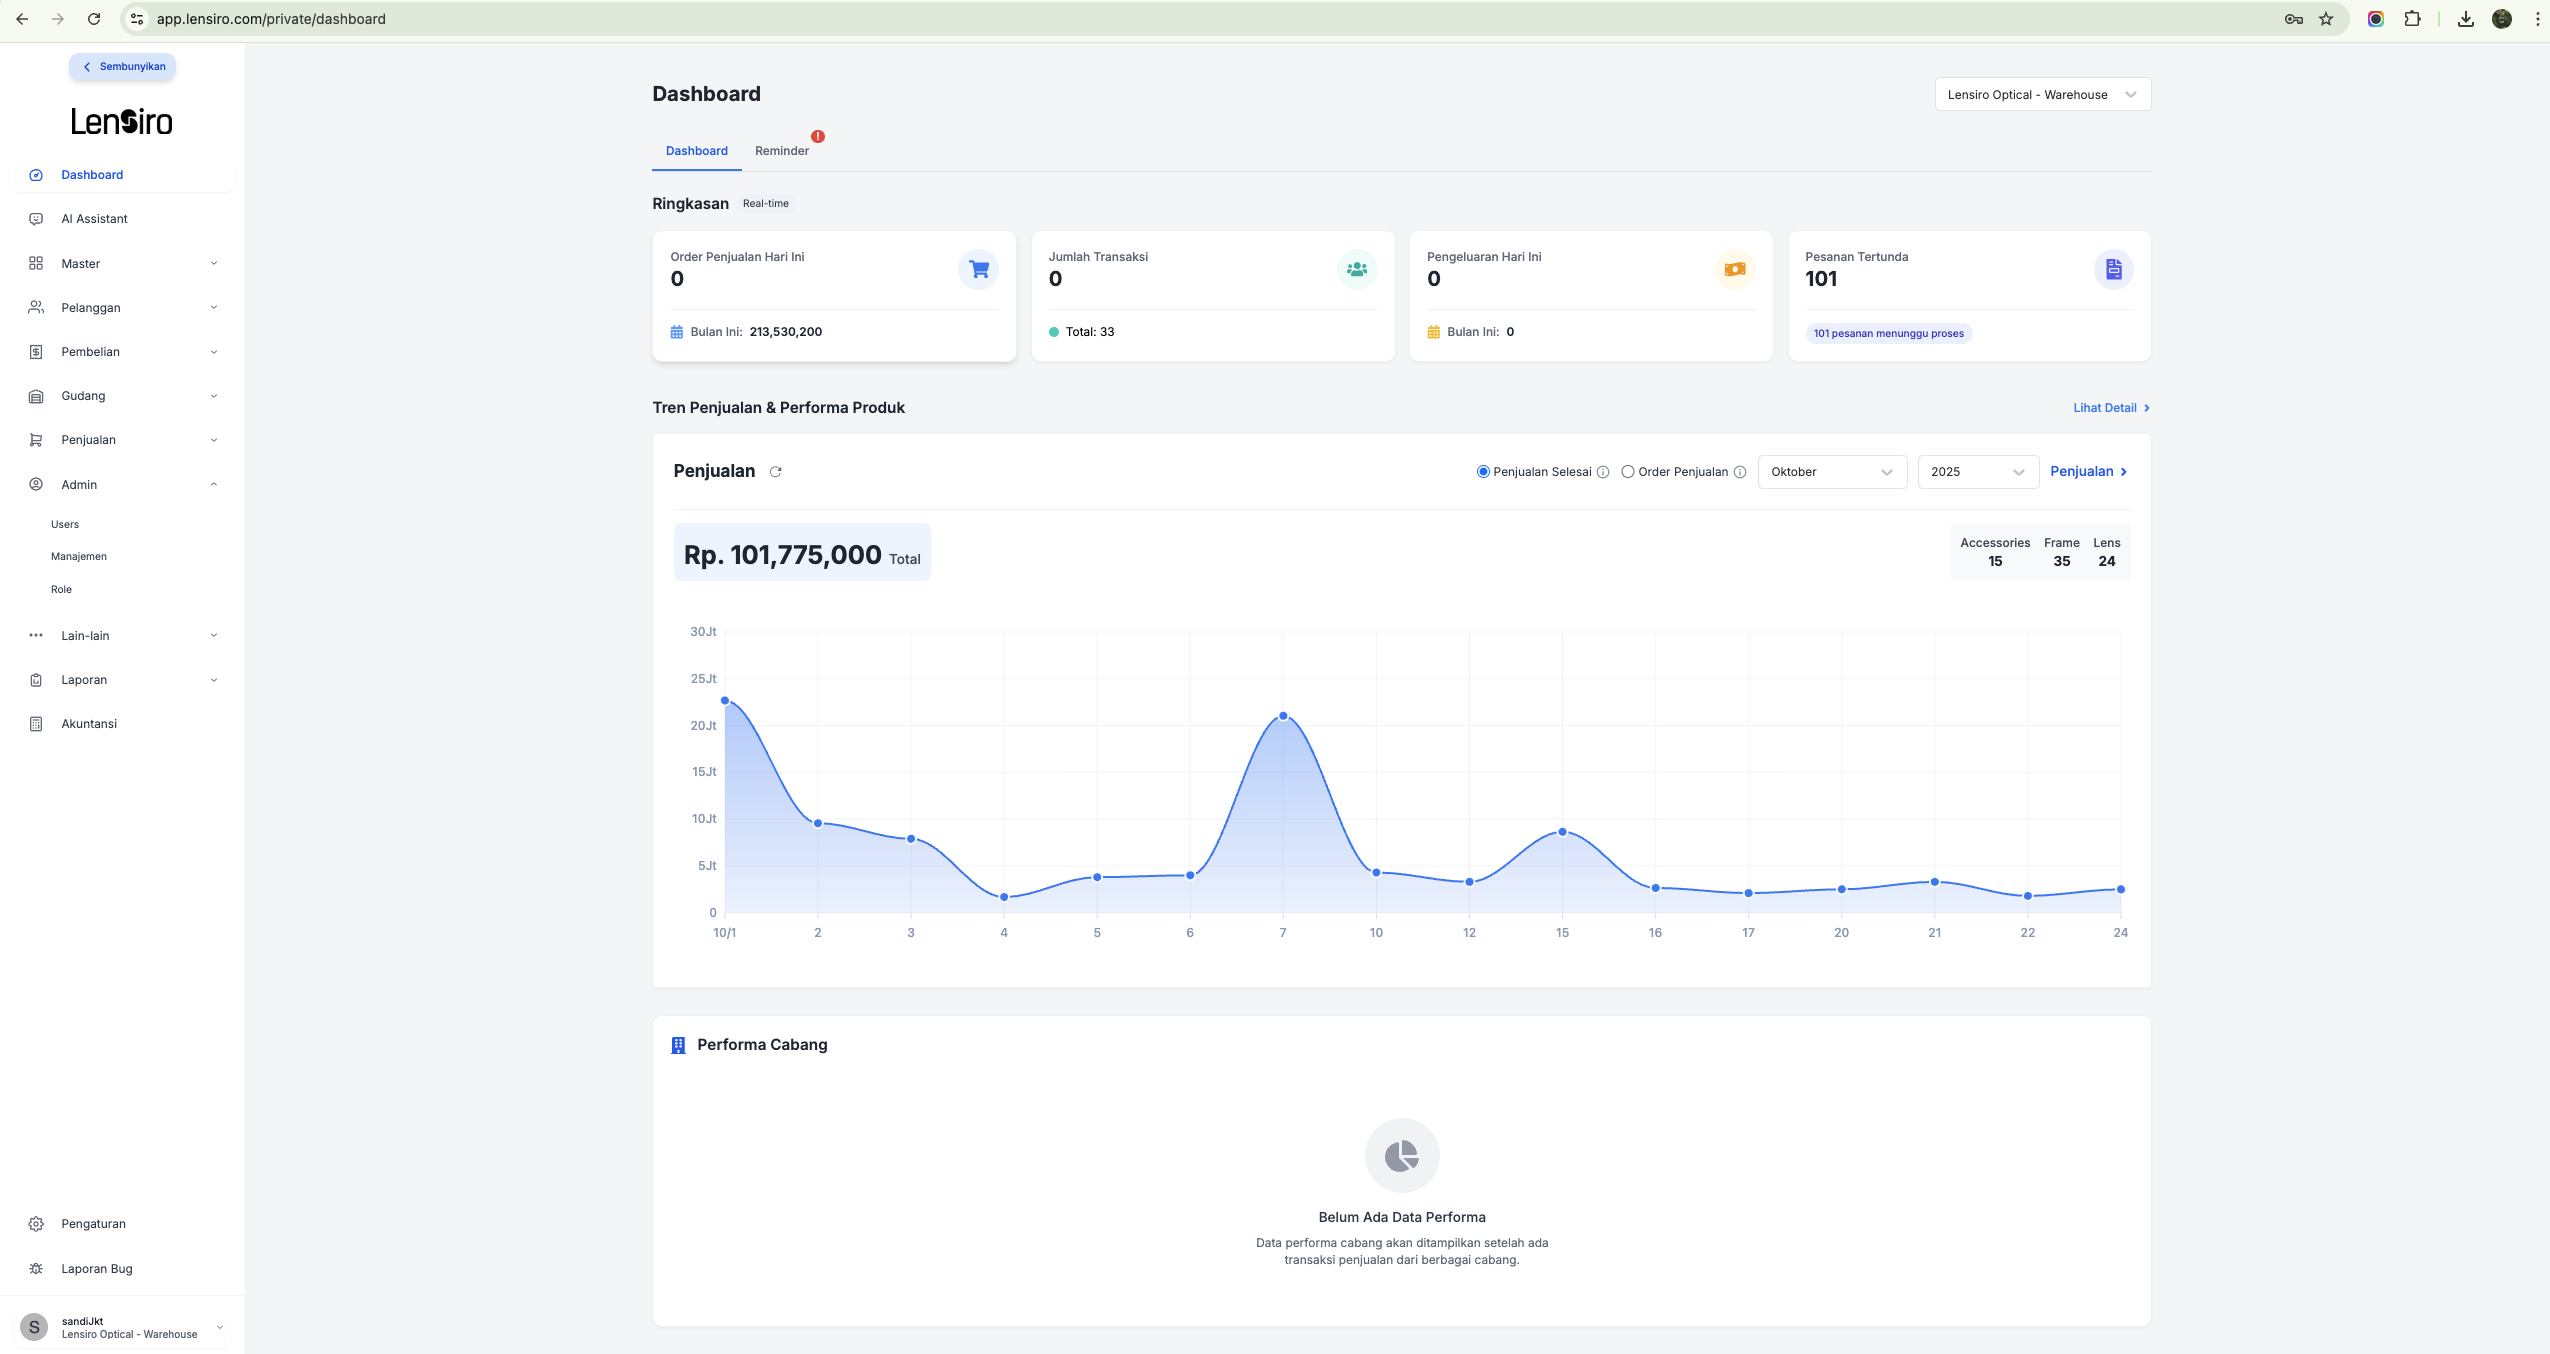 app.lensiro.com/private/dashboard
Sembunyikan
Lensiro
Dashboard
AI Assistant
Master
Pelanggan
Pembelian
Gudang
Penjualan
Admin
Users
Manajemen
Role
Lain-lain
Laporan
Akuntansi
Pengaturan
Laporan Bug
S
sandiJkt
Lensiro Optical - Warehouse
Dashboard
Lensiro Optical - Warehouse
Dashboard
Reminder
!
Ringkasan
Real-time
Order Penjualan Hari Ini
0
Bulan Ini: 213,530,200
Jumlah Transaksi
0
Total: 33
Pengeluaran Hari Ini
0
Bulan Ini: 0
Pesanan Tertunda
101
101 pesanan menunggu proses
Tren Penjualan & Performa Produk
Lihat Detail
Penjualan
Penjualan Selesai
Order Penjualan
Oktober
2025
Penjualan
Rp. 101,775,000 Total
Accessories Frame Lens
15 35 24
30Jt
25Jt
20Jt
15Jt
10Jt
5Jt
0
10/1 2 3 4 5 6 7 10 12 15 16 17 20 21 22 24
Performa Cabang
Belum Ada Data Performa
Data performa cabang akan ditampilkan setelah ada
transaksi penjualan dari berbagai cabang.